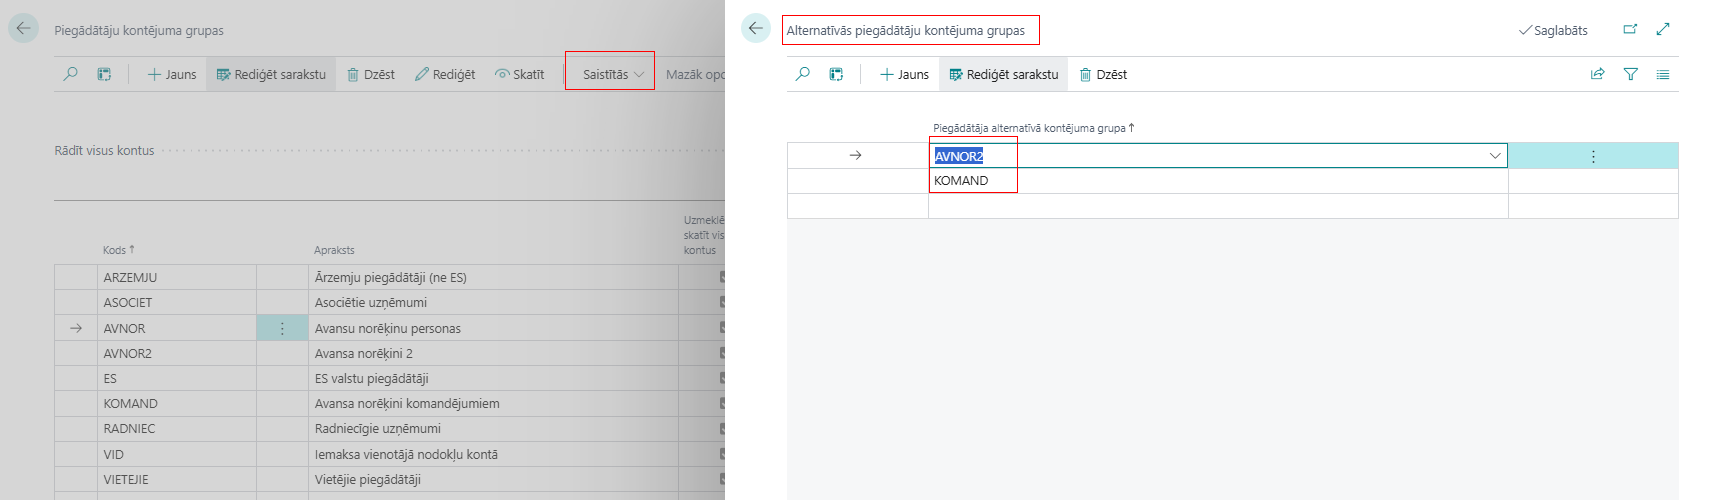 Piegādātāju kontējuma grupas
Jauns Rediģēt sarakstu Dzēst Rediģēt Skatīt Saistītās Mazāk
Rādīt visus kontus
Kods Apraksts
skatīt
kontus
ARZEMJU Ārzemju piegādātāji (ne ES)
ASOCIET Asociētie uzņēmumi
AVNOR Avansu norēķinu personas
AVNOR2 Avansa norēķini 2
ES ES valstu piegādātāji
KOMAND Avansa norēķini komandējumiem
RADNIEC Radniecīgie uzņēmumi
VID Iemaksa vienotājā nodokļu kontā
VIETEJIE Vietējie piegādātāji
Alternatīvās piegādātāju kontējuma grupas
Saglabāts
Jauns Rediģēt sarakstu Dzēst
Piegādātāja alternatīvā kontējuma grupa
AVNOR2
KOMAND